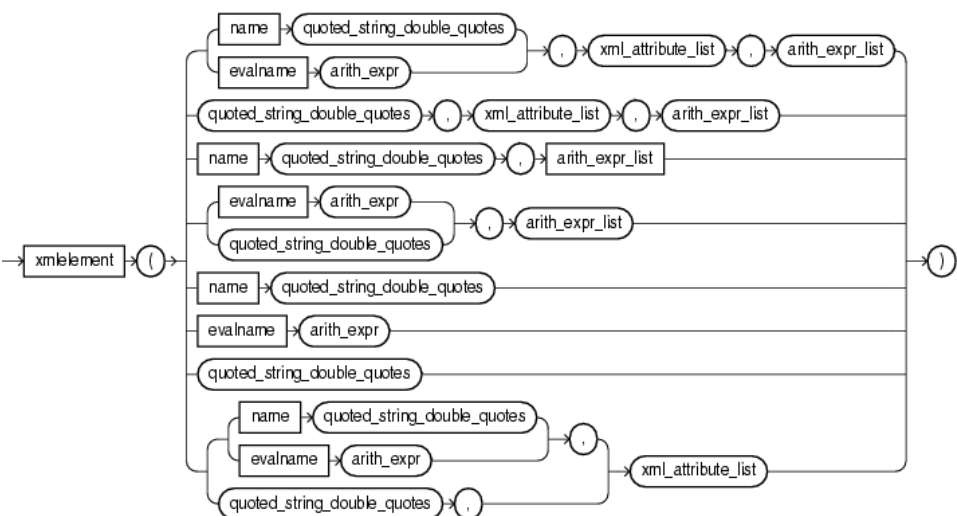 name quoted_string_double_quotes
, xml_attribute_list , arith_expr_list
evalname arith_expr
quoted_string_double_quotes , xml_attribute_list , arith_expr_list
name quoted_string_double_quotes , arith_expr_list
evalname arith_expr
, arith_expr_list
quoted_string_double_quotes
xmlelement ( )
name quoted_string_double_quotes
evalname arith_expr
quoted_string_double_quotes
name quoted_string_double_quotes
,
evalname arith_expr
xml_attribute_list
quoted_string_double_quotes ,